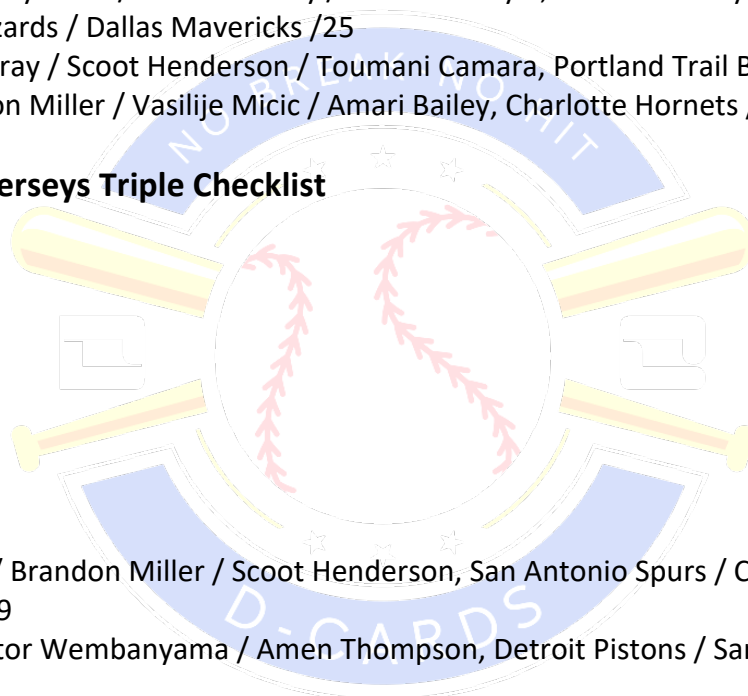 zards / Dallas Mavericks /25
ray / Scoot Henderson / Toumani Camara, Portland Trail B
on Miller / Vasilije Micic / Amari Bailey, Charlotte Hornets /
NO BREAK NO HIT
erseys Triple Checklist
/ Brandon Miller / Scoot Henderson, San Antonio Spurs / C
9
tor Wembanyama / Amen Thompson, Detroit Pistons / Sar
D-CARDS